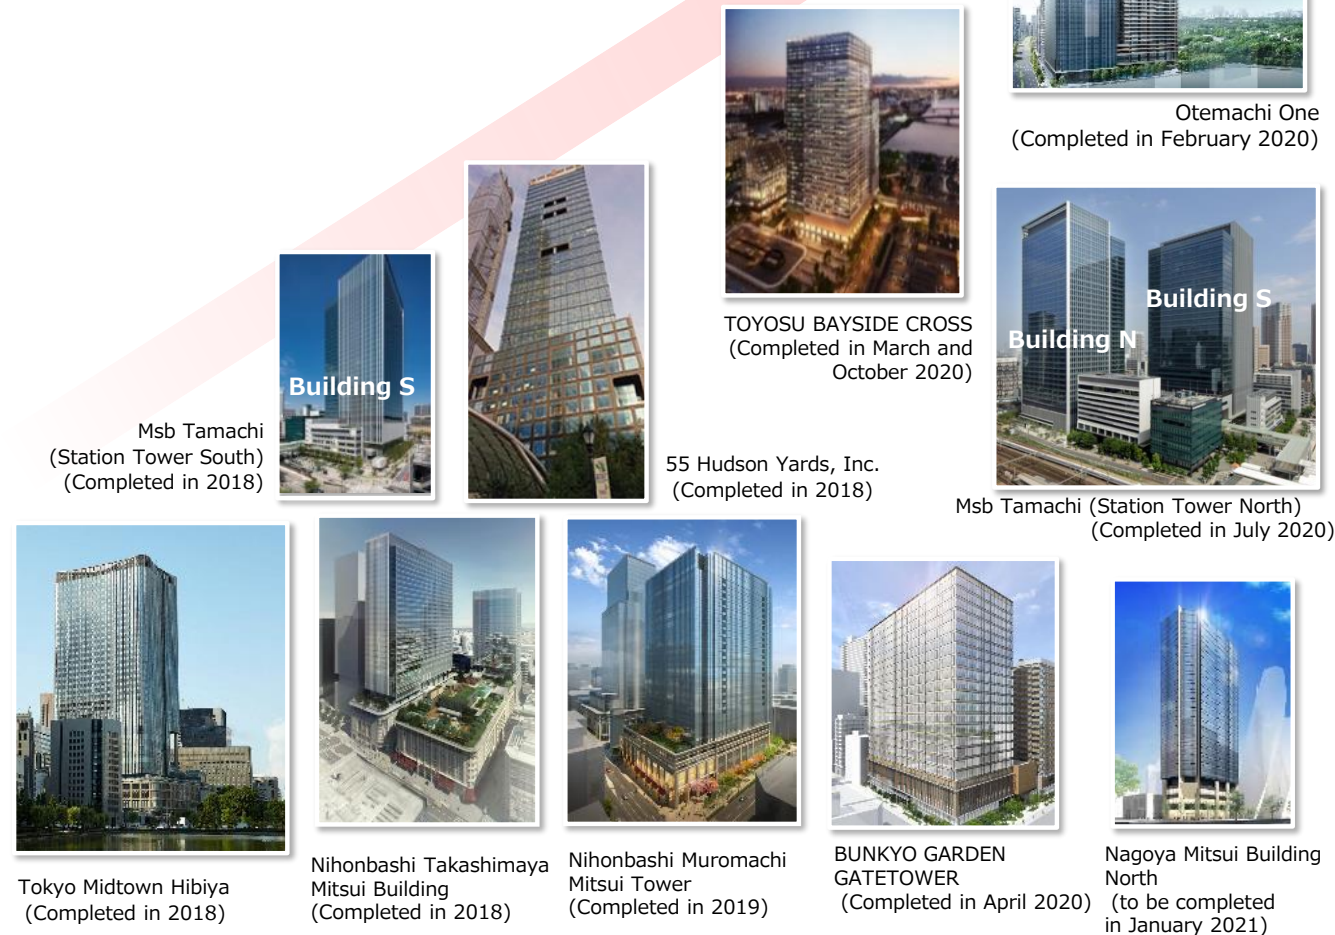 Otemachi One
(Completed in February 2020)
TOYOSU BAYSIDE CROSS
(Completed in March and
October 2020)
Building S
Building N
Building S
Msb Tamachi
(Station Tower South)
(Completed in 2018)
55 Hudson Yards, Inc.
(Completed in 2018)
Msb Tamachi (Station Tower North)
(Completed in July 2020)
Tokyo Midtown Hibiya
(Completed in 2018)
Nihonbashi Takashimaya
Mitsui Building
(Completed in 2018)
Nihonbashi Muromachi
Mitsui Tower
(Completed in 2019)
BUNKYO GARDEN
GATETOWER
(Completed in April 2020)
Nagoya Mitsui Building
North
(to be completed
in January 2021)